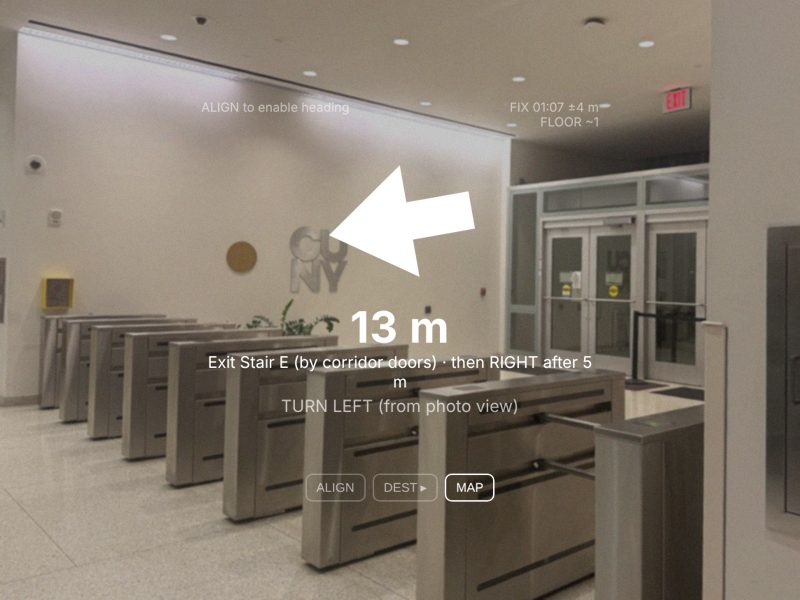 ALIGN to enable heading
FIX 01:07 ±4 m
FLOOR ~1
EXIT
CU
NY
13 m
Exit Stair E (by corridor doors) · then RIGHT after 5
m
TURN LEFT (from photo view)
ALIGN
DEST ▸
MAP